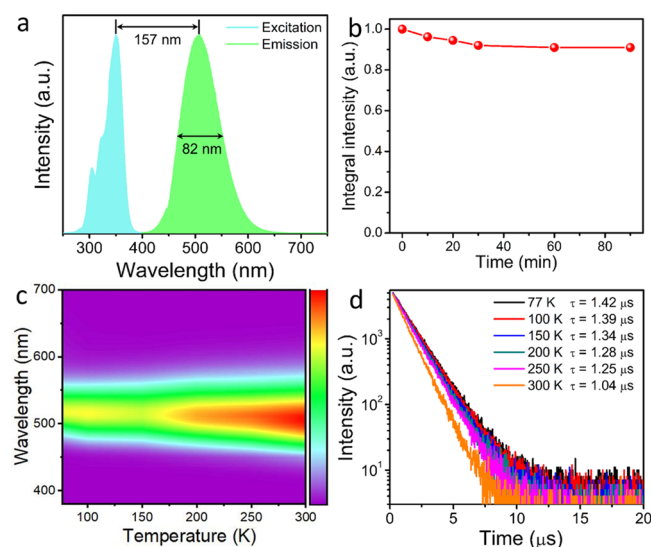 a
Excitation
Emission
157 nm
82 nm
Intensity (a.u.)
300 400 500 600 700
Wavelength (nm)
b
Integral intensity (a.u.)
1.0
0.8
0.6
0.4
0.2
0.0
0 20 40 60 80
Time (min)
c
Wavelength (nm)
700
600
500
400
100 150 200 250 300
Temperature (K)
d
77 K τ = 1.42 μs
100 K τ = 1.39 μs
150 K τ = 1.34 μs
200 K τ = 1.28 μs
250 K τ = 1.25 μs
300 K τ = 1.04 μs
Intensity (a.u.)
10³
10²
10¹
0 5 10 15 20
Time (μs)